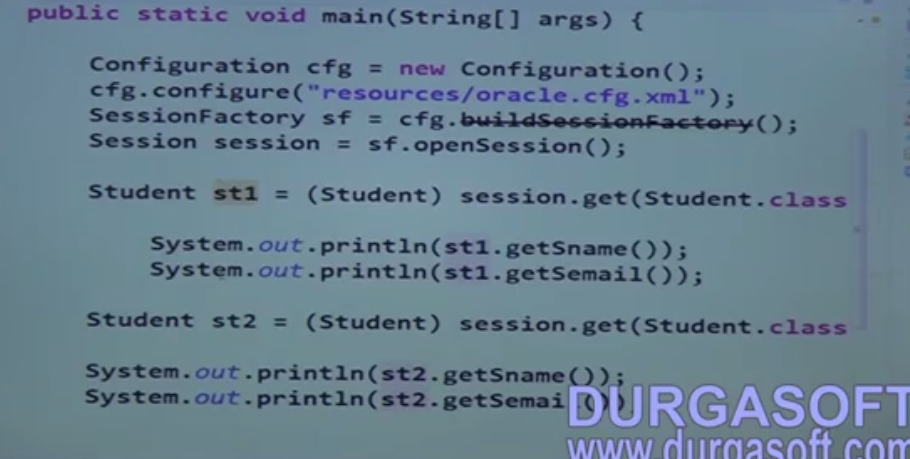 public static void main(String[] args) {
Configuration cfg = new Configuration();
cfg.configure("resources/oracle.cfg.xml");
SessionFactory sf = cfg.buildSessionFactory();
Session session = sf.openSession();
Student st1 = (Student) session.get(Student.class
System.out.println(st1.getSname());
System.out.println(st1.getSemail());
Student st2 = (Student) session.get(Student.class
System.out.println(st2.getSname());
System.out.println(st2.getSemail())
DURGASOFT
www.durgasoft.com